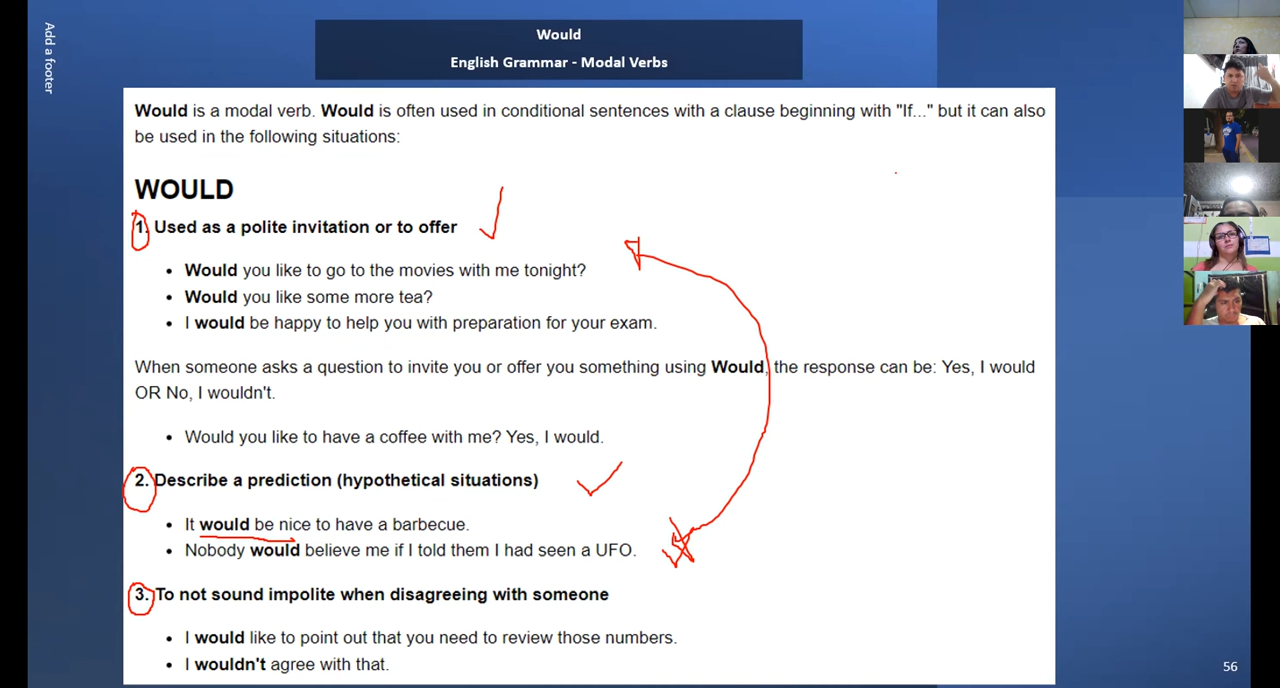 Add a footer
Would
English Grammar - Modal Verbs
Would is a modal verb. Would is often used in conditional sentences with a clause beginning with "If..." but it can also
be used in the following situations:
WOULD
1. Used as a polite invitation or to offer
• Would you like to go to the movies with me tonight?
• Would you like some more tea?
• I would be happy to help you with preparation for your exam.
When someone asks a question to invite you or offer you something using Would, the response can be: Yes, I would
OR No, I wouldn't.
• Would you like to have a coffee with me? Yes, I would.
2. Describe a prediction (hypothetical situations)
• It would be nice to have a barbecue.
• Nobody would believe me if I told them I had seen a UFO.
3. To not sound impolite when disagreeing with someone
• I would like to point out that you need to review those numbers.
• I wouldn't agree with that.
56